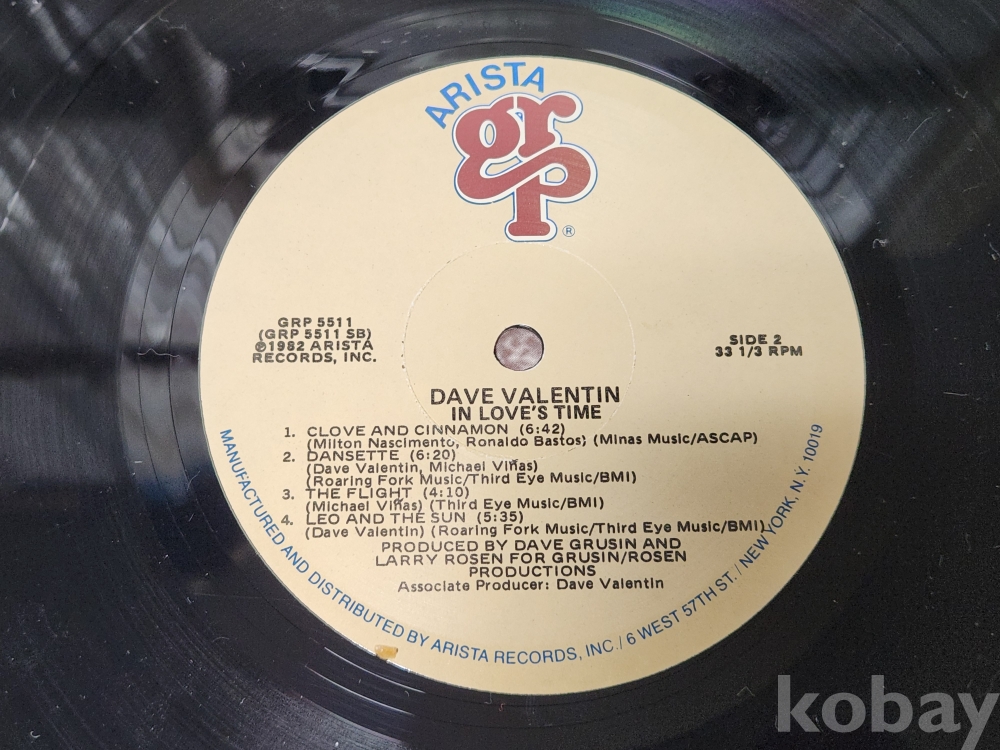 ARISTA
grp®
GRP 5511
(GRP 5511 SB)
℗1982 ARISTA
RECORDS, INC.
SIDE 2
33 1/3 RPM
DAVE VALENTIN
IN LOVE'S TIME
1. CLOVE AND CINNAMON (6:42)
(Milton Nascimento, Ronaldo Bastos) (Minas Music/ASCAP)
2. DANSETTE (6:20)
(Dave Valentin, Michael Viñas)
(Roaring Fork Music/Third Eye Music/BMI)
3. THE FLIGHT (4:10)
(Michael Viñas) (Third Eye Music/BMI)
4. LEO AND THE SUN (5:35)
(Dave Valentin) (Roaring Fork Music/Third Eye Music/BMI)
PRODUCED BY DAVE GRUSIN AND
LARRY ROSEN FOR GRUSIN/ROSEN
PRODUCTIONS
Associate Producer: Dave Valentin
MANUFACTURED AND DISTRIBUTED BY ARISTA RECORDS, INC./6 WEST 57TH ST./NEW YORK, N.Y. 10019
kobay